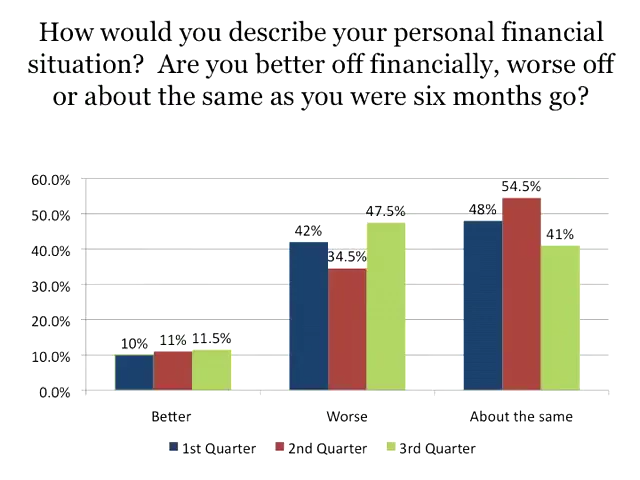 How would you describe your personal financial
situation?  Are you better off financially, worse off
or about the same as you were six months go?
60.0%
50.0%
40.0%
30.0%
20.0%
10.0%
0.0%
10% 11% 11.5%
42% 34.5% 47.5%
48% 54.5% 41%
Better Worse About the same
1st Quarter 2nd Quarter 3rd Quarter